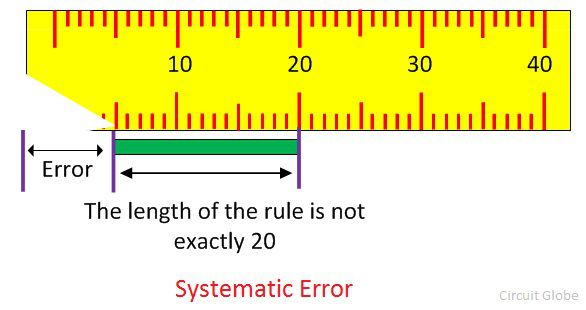 10 20 30 40
Error
The length of the rule is not
exactly 20
Systematic Error
Circuit Globe